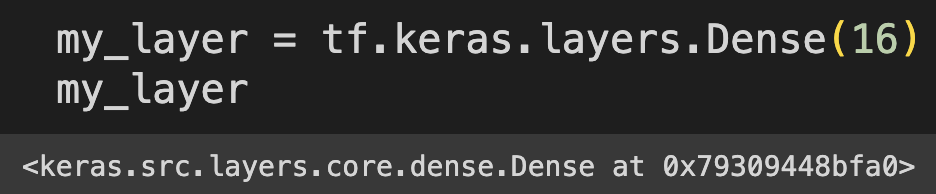 my_layer = tf.keras.layers.Dense(16)
my_layer
<keras.src.layers.core.dense.Dense at 0x79309448bfa0>